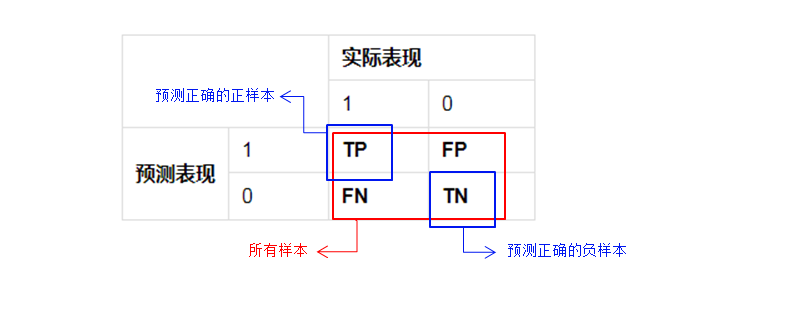 实际表现
预测正确的正样本
1 0
1 TP FP
预测表现
0 FN TN
所有样本
预测正确的负样本